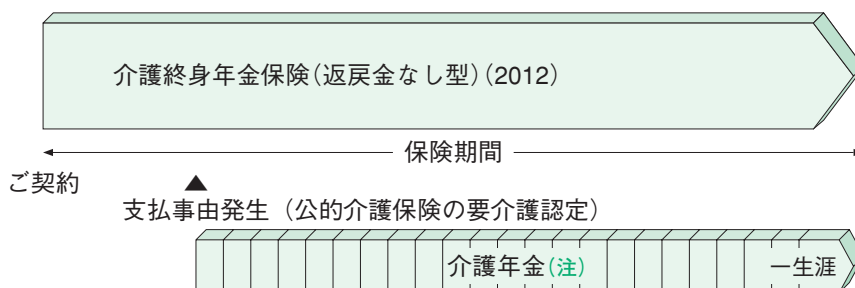 介護終身年金保険（返戻金なし型）（2012）
保険期間
ご契約
支払事由発生（公的介護保険の要介護認定）
介護年金（注） 一生涯